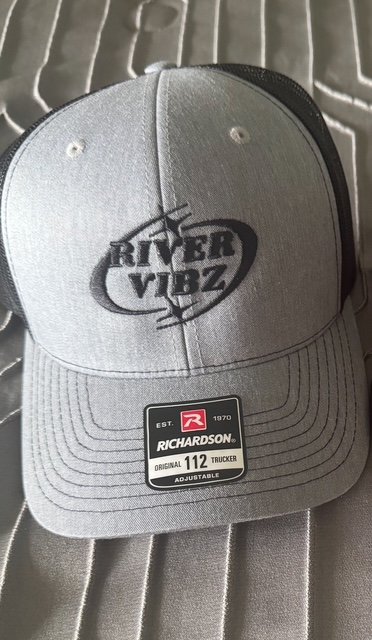 RIVER
VIBZ
EST. R 1970
RICHARDSON®
ORIGINAL 112 TRUCKER
ADJUSTABLE